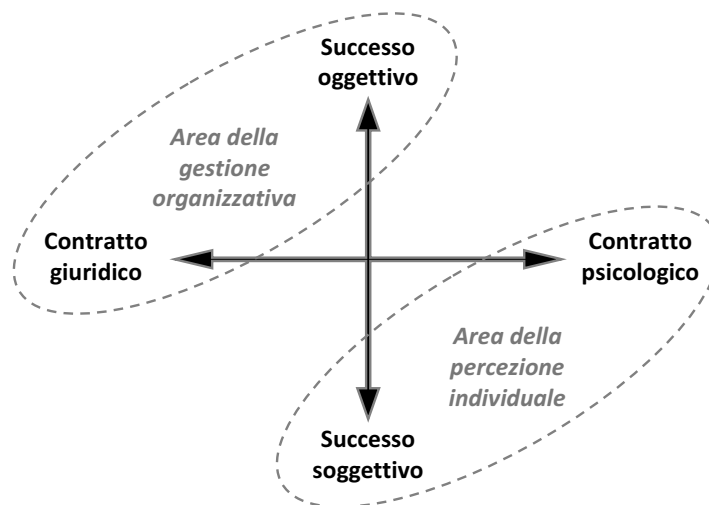 Successo
oggettivo
Area della
gestione
organizzativa
Contratto
giuridico
Contratto
psicologico
Area della
percezione
individuale
Successo
soggettivo